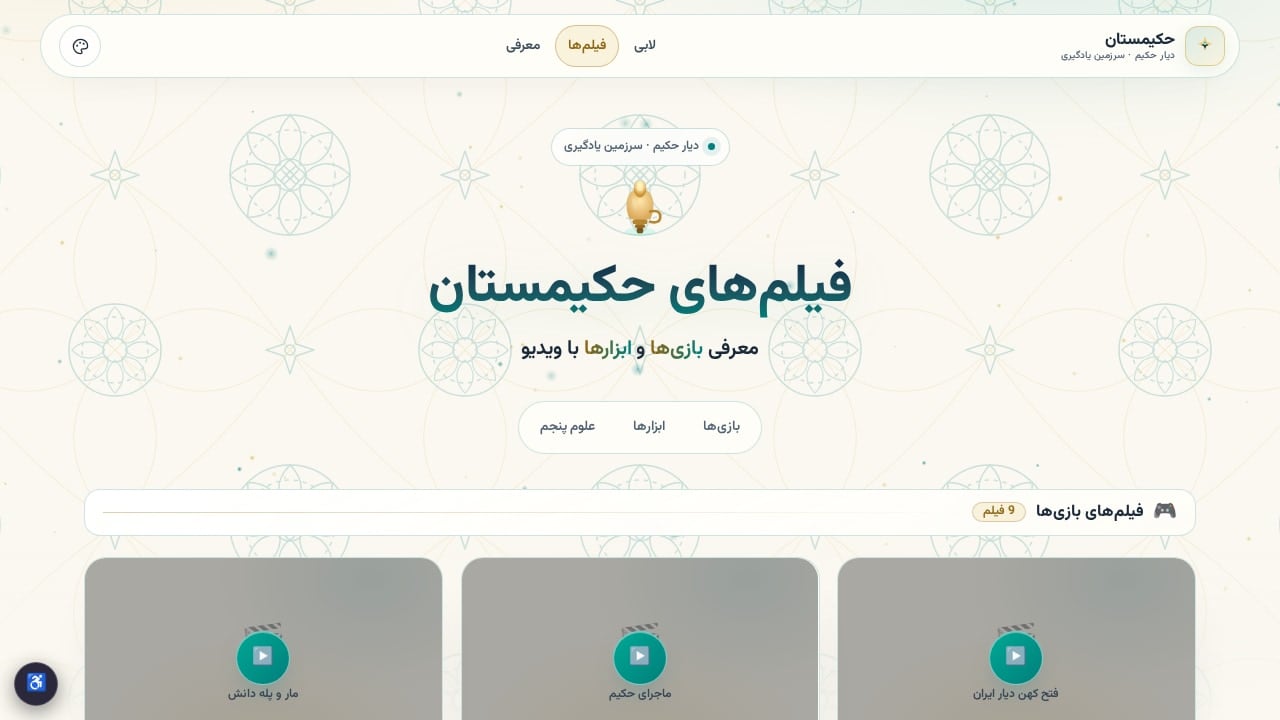 حکیمستان
دیار حکیم · سرزمین یادگیری
لابی
فیلم‌ها
معرفی
دیار حکیم · سرزمین یادگیری
فیلم‌های حکیمستان
معرفی بازی‌ها و ابزارها با ویدیو
بازی‌ها
ابزارها
علوم پنجم
فیلم‌های بازی‌ها
9 فیلم
فتح کهن دیار ایران
ماجرای حکیم
مار و پله دانش